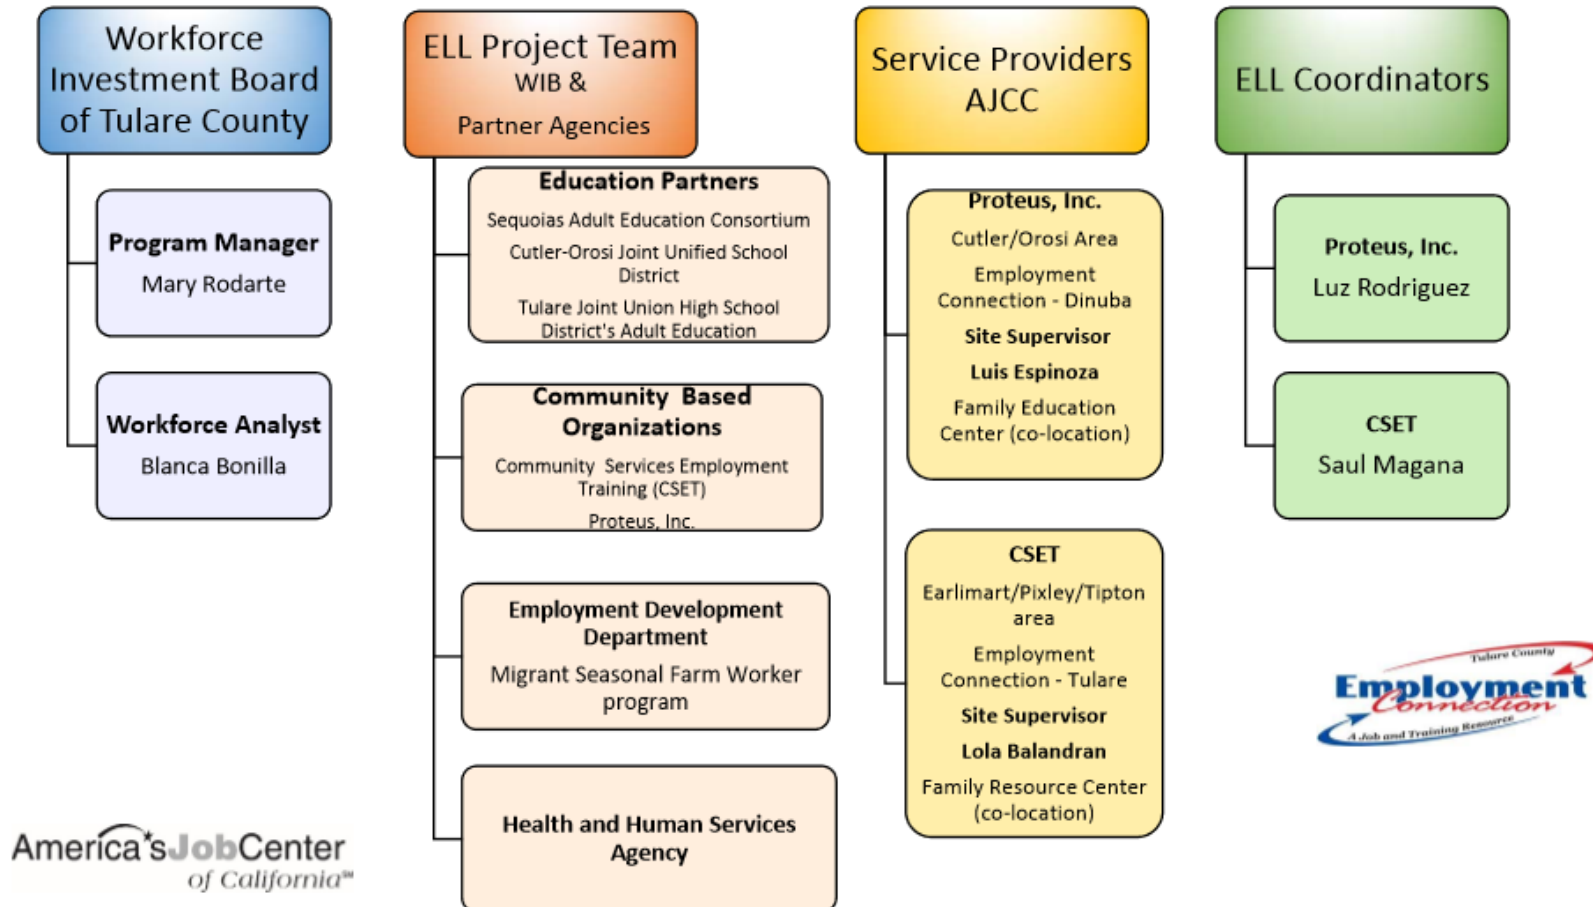 Workforce
Investment Board
of Tulare County
Program Manager
Mary Rodarte
Workforce Analyst
Blanca Bonilla
ELL Project Team
WIB &
Partner Agencies
Education Partners
Sequoias Adult Education Consortium
Cutler-Orosi Joint Unified School
District
Tulare Joint Union High School
District's Adult Education
Community Based
Organizations
Community Services Employment
Training (CSET)
Proteus, Inc.
Employment Development
Department
Migrant Seasonal Farm Worker
program
Health and Human Services
Agency
Service Providers
AJCC
Proteus, Inc.
Cutler/Orosi Area
Employment
Connection - Dinuba
Site Supervisor
Luis Espinoza
Family Education
Center (co-location)
CSET
Earlimart/Pixley/Tipton
area
Employment
Connection - Tulare
Site Supervisor
Lola Balandran
Family Resource Center
(co-location)
ELL Coordinators
Proteus, Inc.
Luz Rodriguez
CSET
Saul Magana
Tulare County
Employment
Connection
A Job and Training Resource
America'sJobCenter
of California℠